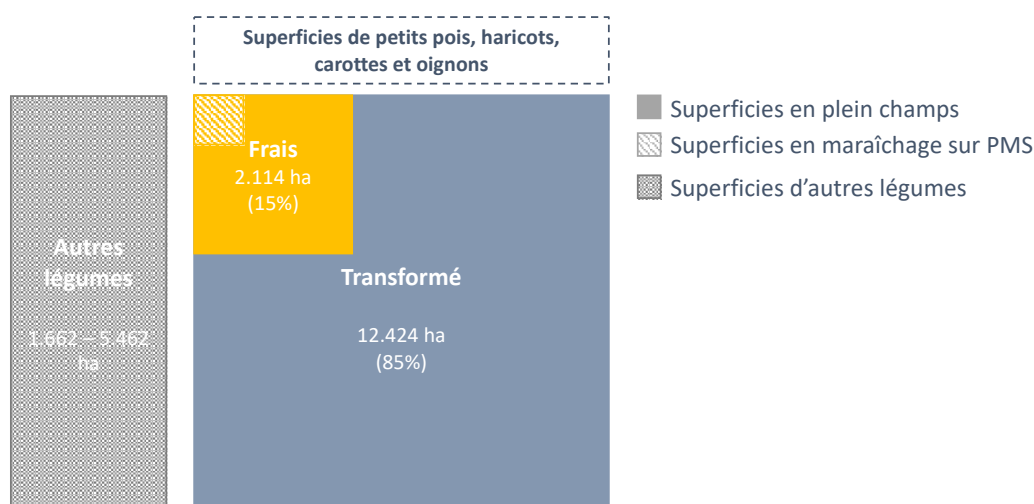 Superficies de petits pois, haricots,
carottes et oignons
Frais
2.114 ha
(15%)
Transformé
12.424 ha
(85%)
Autres
légumes
1.662 – 5.462
ha
Superficies en plein champs
Superficies en maraîchage sur PMS
Superficies d'autres légumes